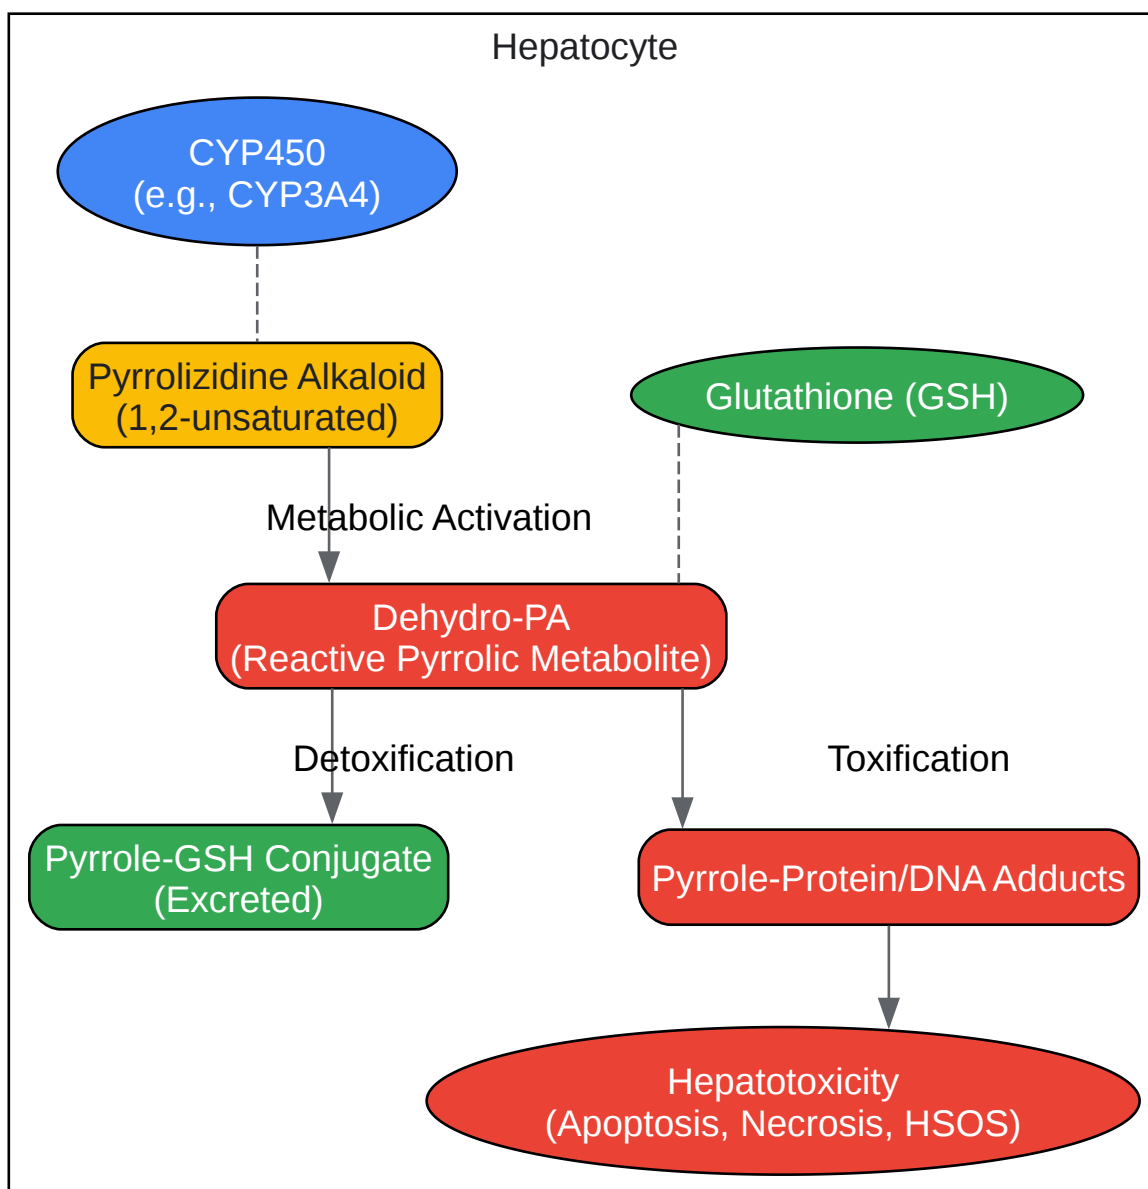 Hepatocyte
CYP450
(e.g., CYP3A4)
Pyrrolizidine Alkaloid
(1,2-unsaturated)
Glutathione (GSH)
Metabolic Activation
Dehydro-PA
(Reactive Pyrrolic Metabolite)
Detoxification
Toxification
Pyrrole-GSH Conjugate
(Excreted)
Pyrrole-Protein/DNA Adducts
Hepatotoxicity
(Apoptosis, Necrosis, HSOS)